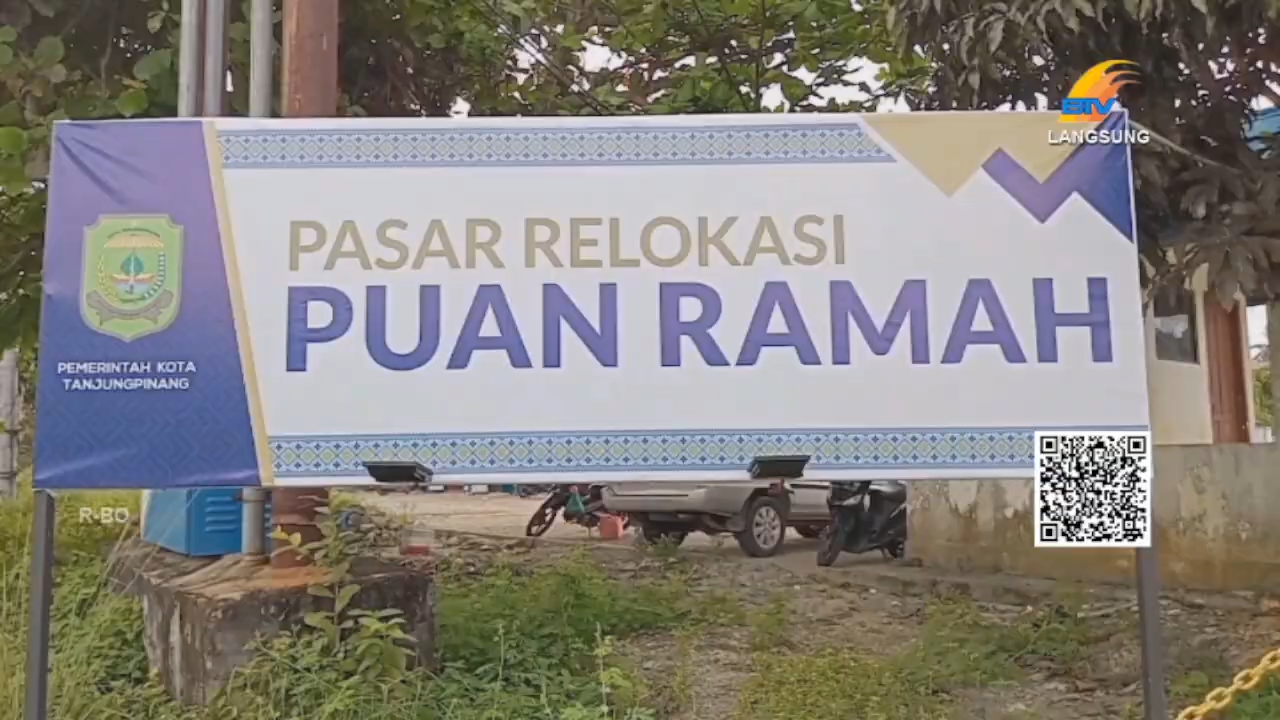 BTV
LANGSUNG
PASAR RELOKASI
PUAN RAMAH
PEMERINTAH KOTA
TANJUNGPINANG
R-BO